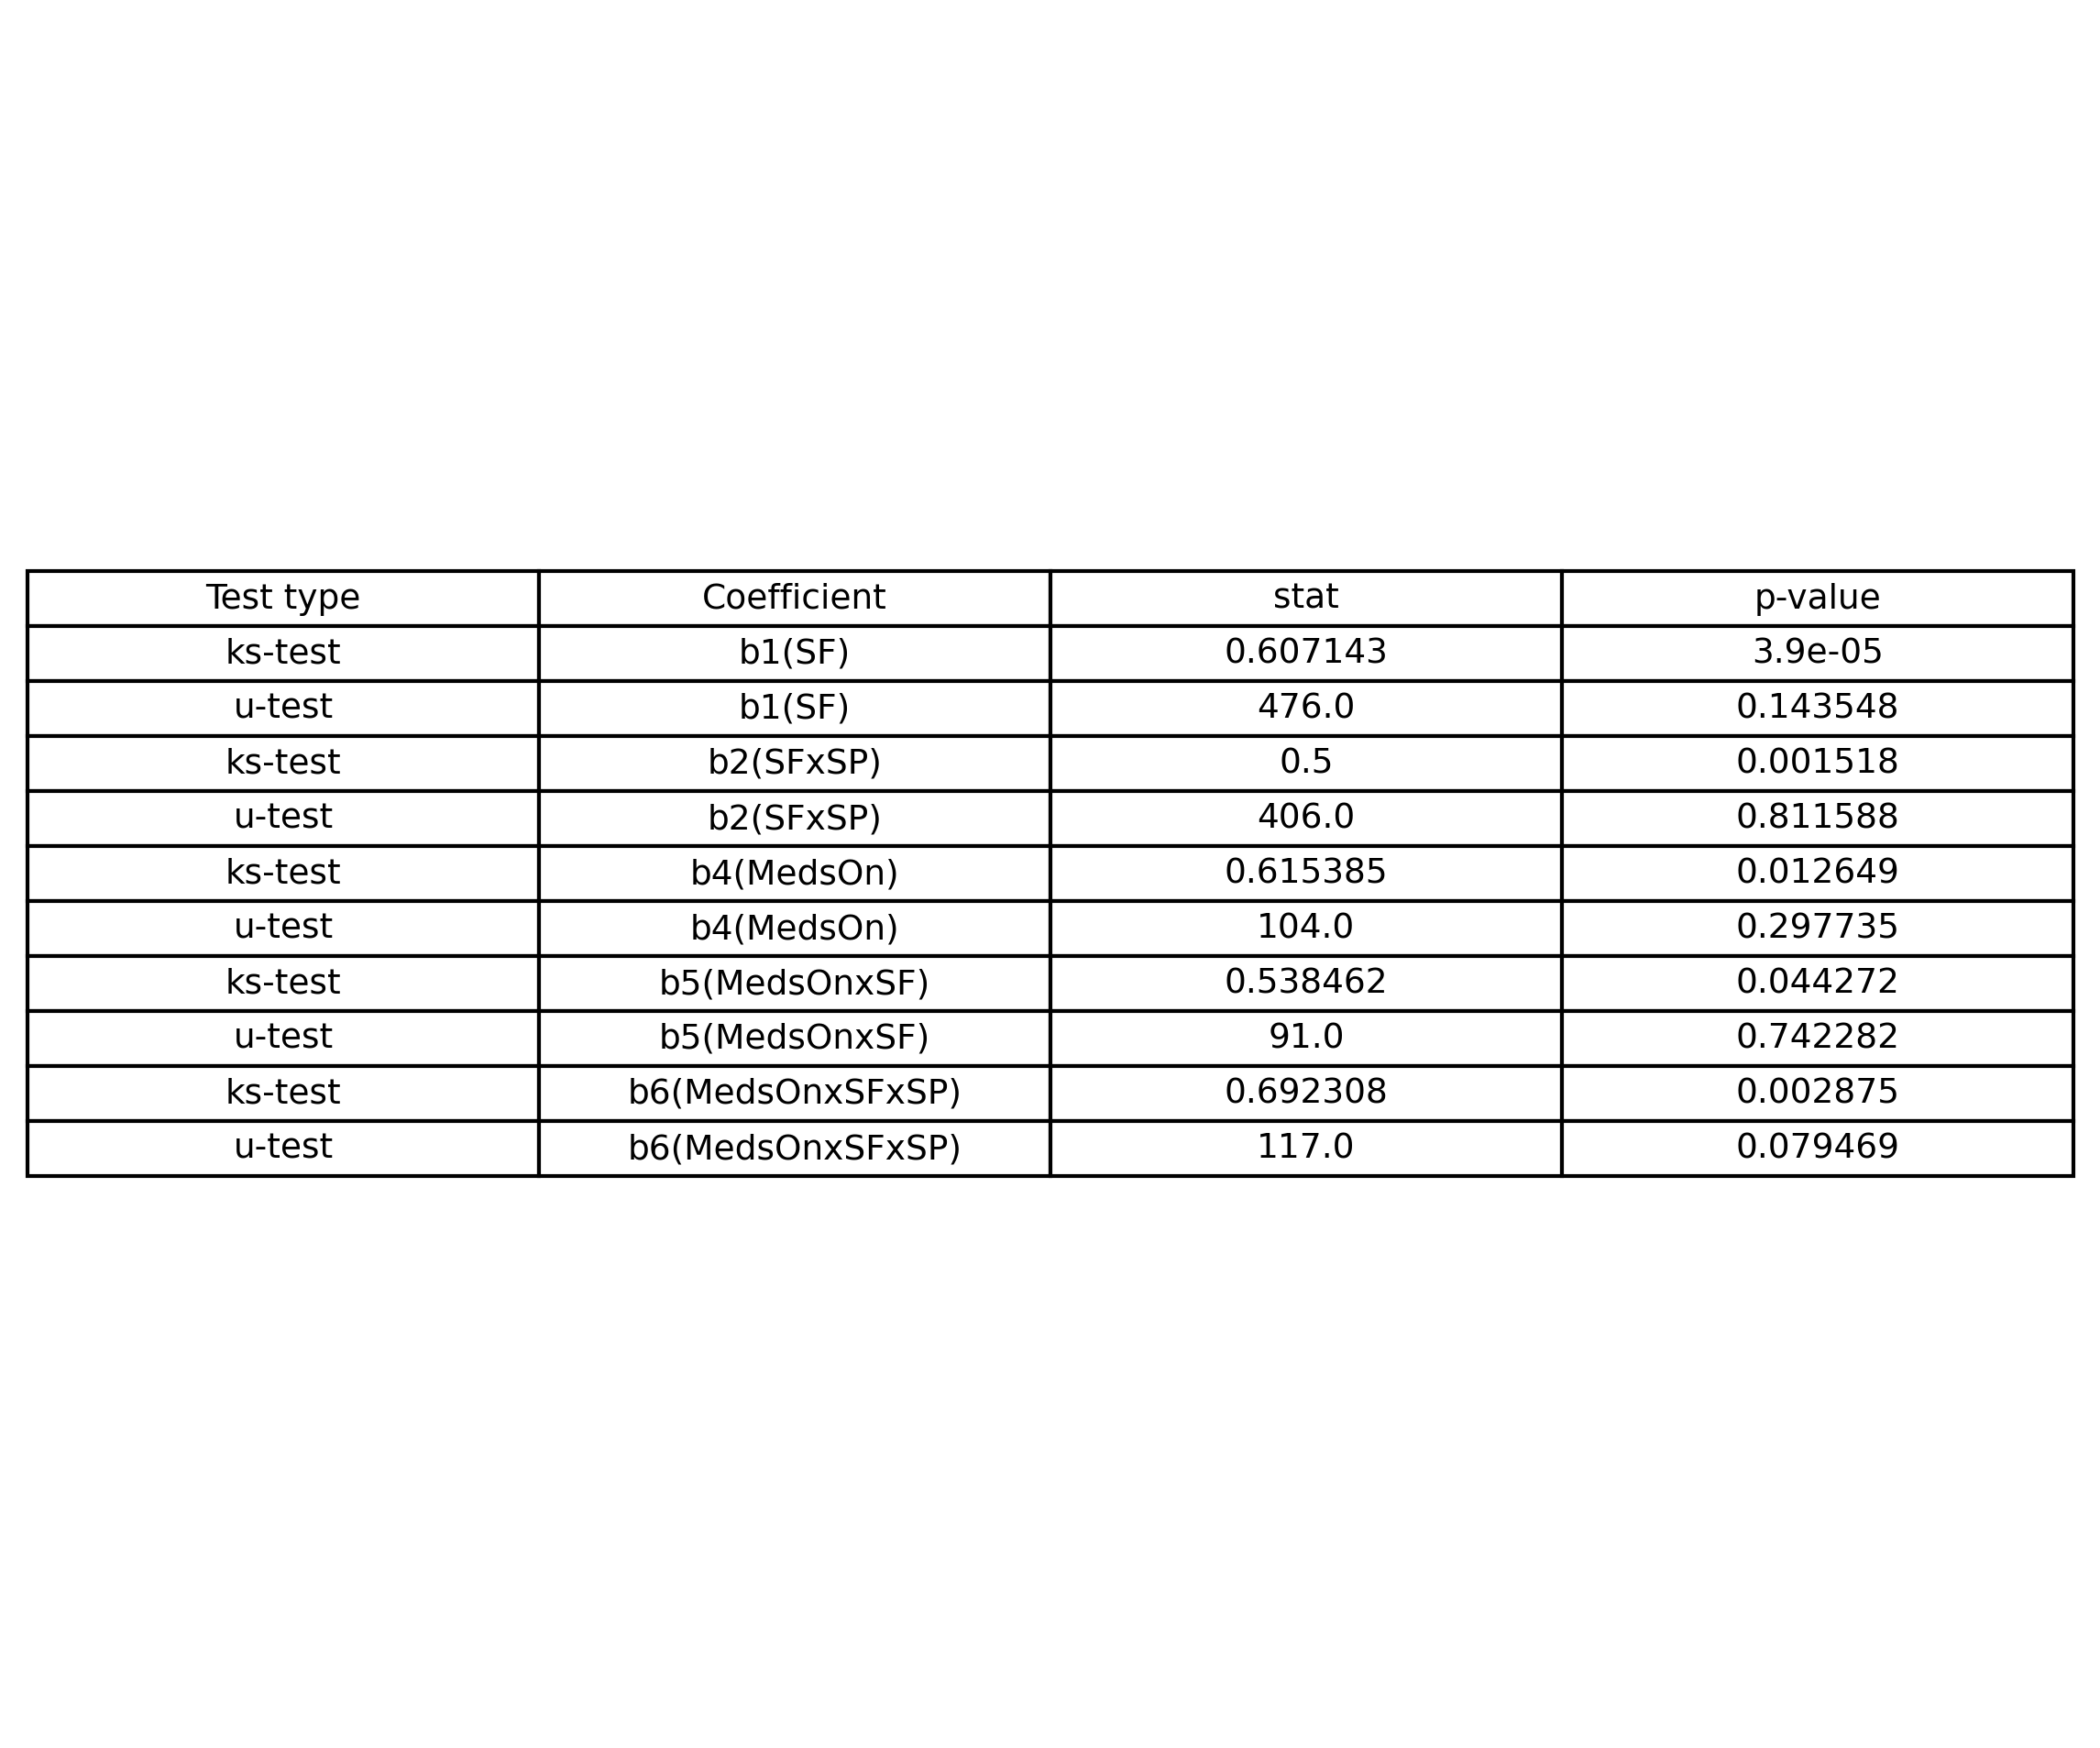 Test type Coefficient stat p-value
ks-test b1(SF) 0.607143 3.9e-05
u-test b1(SF) 476.0 0.143548
ks-test b2(SFxSP) 0.5 0.001518
u-test b2(SFxSP) 406.0 0.811588
ks-test b4(MedsOn) 0.615385 0.012649
u-test b4(MedsOn) 104.0 0.297735
ks-test b5(MedsOnxSF) 0.538462 0.044272
u-test b5(MedsOnxSF) 91.0 0.742282
ks-test b6(MedsOnxSFxSP) 0.692308 0.002875
u-test b6(MedsOnxSFxSP) 117.0 0.079469